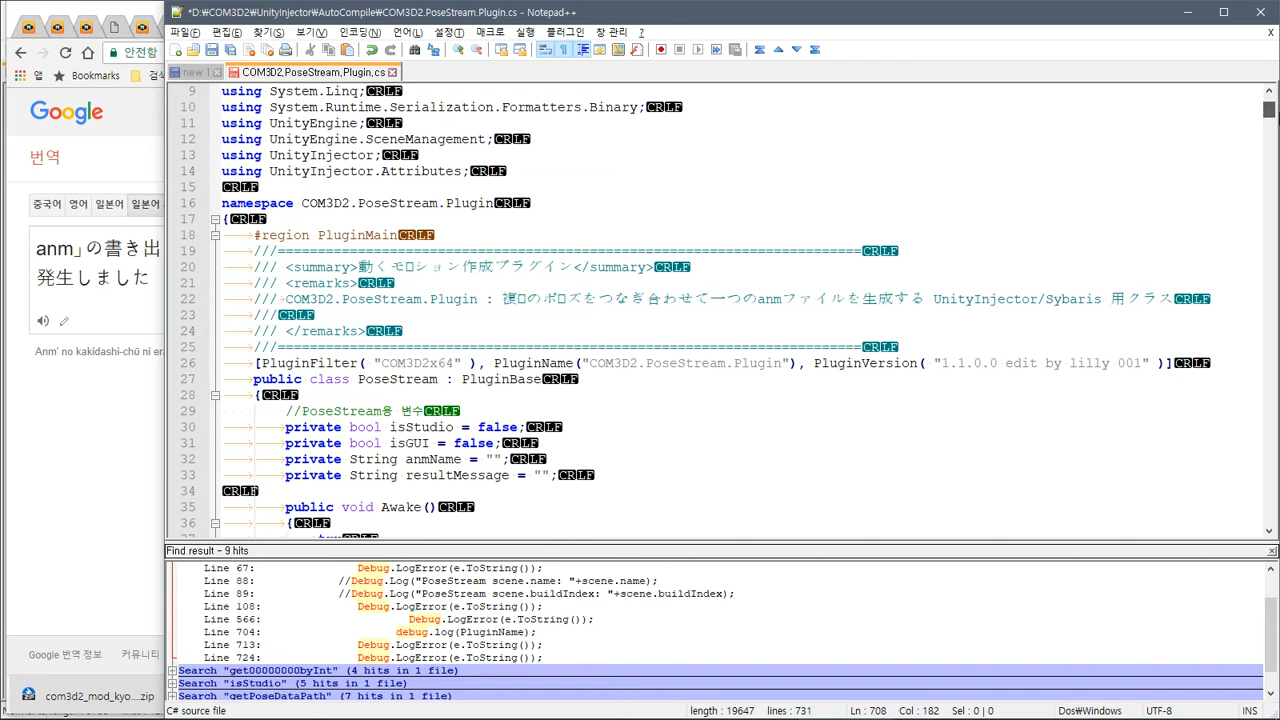 *D:₩COM3D2₩UnityInjector₩AutoCompile₩COM3D2.PoseStream.Plugin.cs - Notepad++
파일(F) 편집(E) 찾기(S) 보기(V) 인코딩(N) 언어(L) 설정(T) 매크로 실행 플러그인 창 관리 ? X
안전함
앱 Bookmarks 검색
new 1 COM3D2,PoseStream,Plugin,cs
Google
번역
중국어 영어 일본어 일본어
anm」の書き出
発生しました
Anm' no kakidashi-chū ni era
Google 번역 정보 커뮤니티
com3d2_mod_kyo....zip
9 using System.Linq;CRLF
10 using System.Runtime.Serialization.Formatters.Binary;CRLF
11 using UnityEngine;CRLF
12 using UnityEngine.SceneManagement;CRLF
13 using UnityInjector;CRLF
14 using UnityInjector.Attributes;CRLF
15 CRLF
16 namespace COM3D2.PoseStream.Plugin CRLF
17 {CRLF
18 #region PluginMain CRLF
19 ///=========================================================================CRLF
20 /// <summary>動くモ□ション作成プラグイン</summary>CRLF
21 /// <remarks>CRLF
22 /// COM3D2.PoseStream.Plugin : 複□のポ□ズをつなぎ合わせて一つのanmファイルを生成する UnityInjector/Sybaris 用クラスCRLF
23 ///CRLF
24 /// </remarks>CRLF
25 ///=========================================================================CRLF
26 [PluginFilter( "COM3D2x64" ), PluginName("COM3D2.PoseStream.Plugin"), PluginVersion( "1.1.0.0 edit by lilly 001" )]CRLF
27 public class PoseStream : PluginBase CRLF
28 {CRLF
29 //PoseStream용 변수CRLF
30 private bool isStudio = false;CRLF
31 private bool isGUI = false;CRLF
32 private String anmName = "";CRLF
33 private String resultMessage = "";CRLF
34 CRLF
35 public void Awake()CRLF
36 {CRLF
Find result - 9 hits
Line 67: Debug.LogError(e.ToString());
Line 88: //Debug.Log("PoseStream scene.name: "+scene.name);
Line 89: //Debug.Log("PoseStream scene.buildIndex: "+scene.buildIndex);
Line 108: Debug.LogError(e.ToString());
Line 566: Debug.LogError(e.ToString());
Line 704: debug.log(PluginName);
Line 713: Debug.LogError(e.ToString());
Line 724: Debug.LogError(e.ToString());
Search "get00000000byInt" (4 hits in 1 file)
Search "isStudio" (5 hits in 1 file)
Search "getPoseDataPath" (7 hits in 1 file)
C# source file length : 19647 lines : 731 Ln : 708 Col : 182 Sel : 0 | 0 Dos₩Windows UTF-8 INS